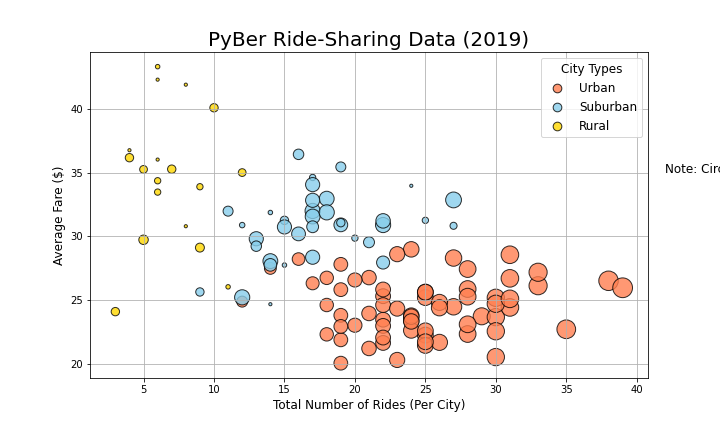 PyBer Ride-Sharing Data (2019)
City Types
Urban
Suburban
Rural
Note: Circ
Average Fare ($)
40
35
30
25
20
5 10 15 20 25 30 35 40
Total Number of Rides (Per City)